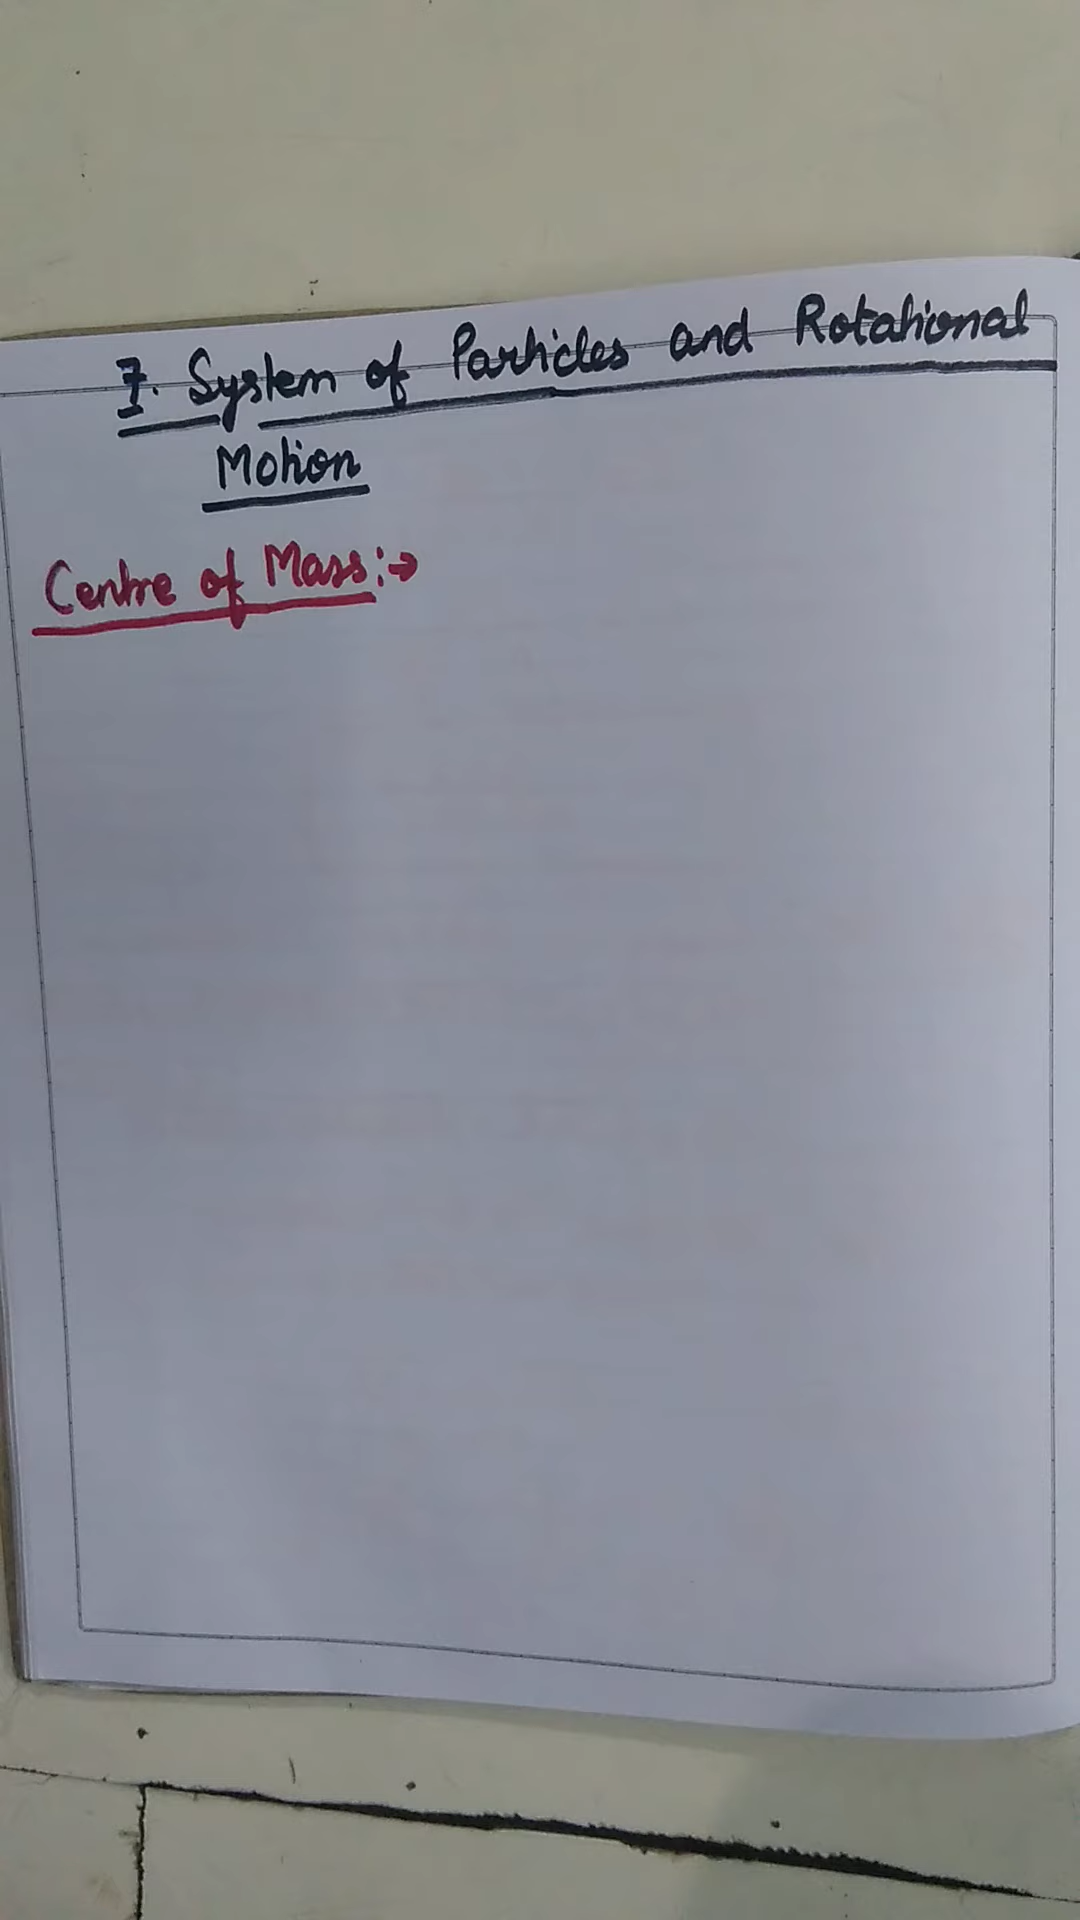 7. System of Particles and Rotational
Motion
Centre of Mass:→